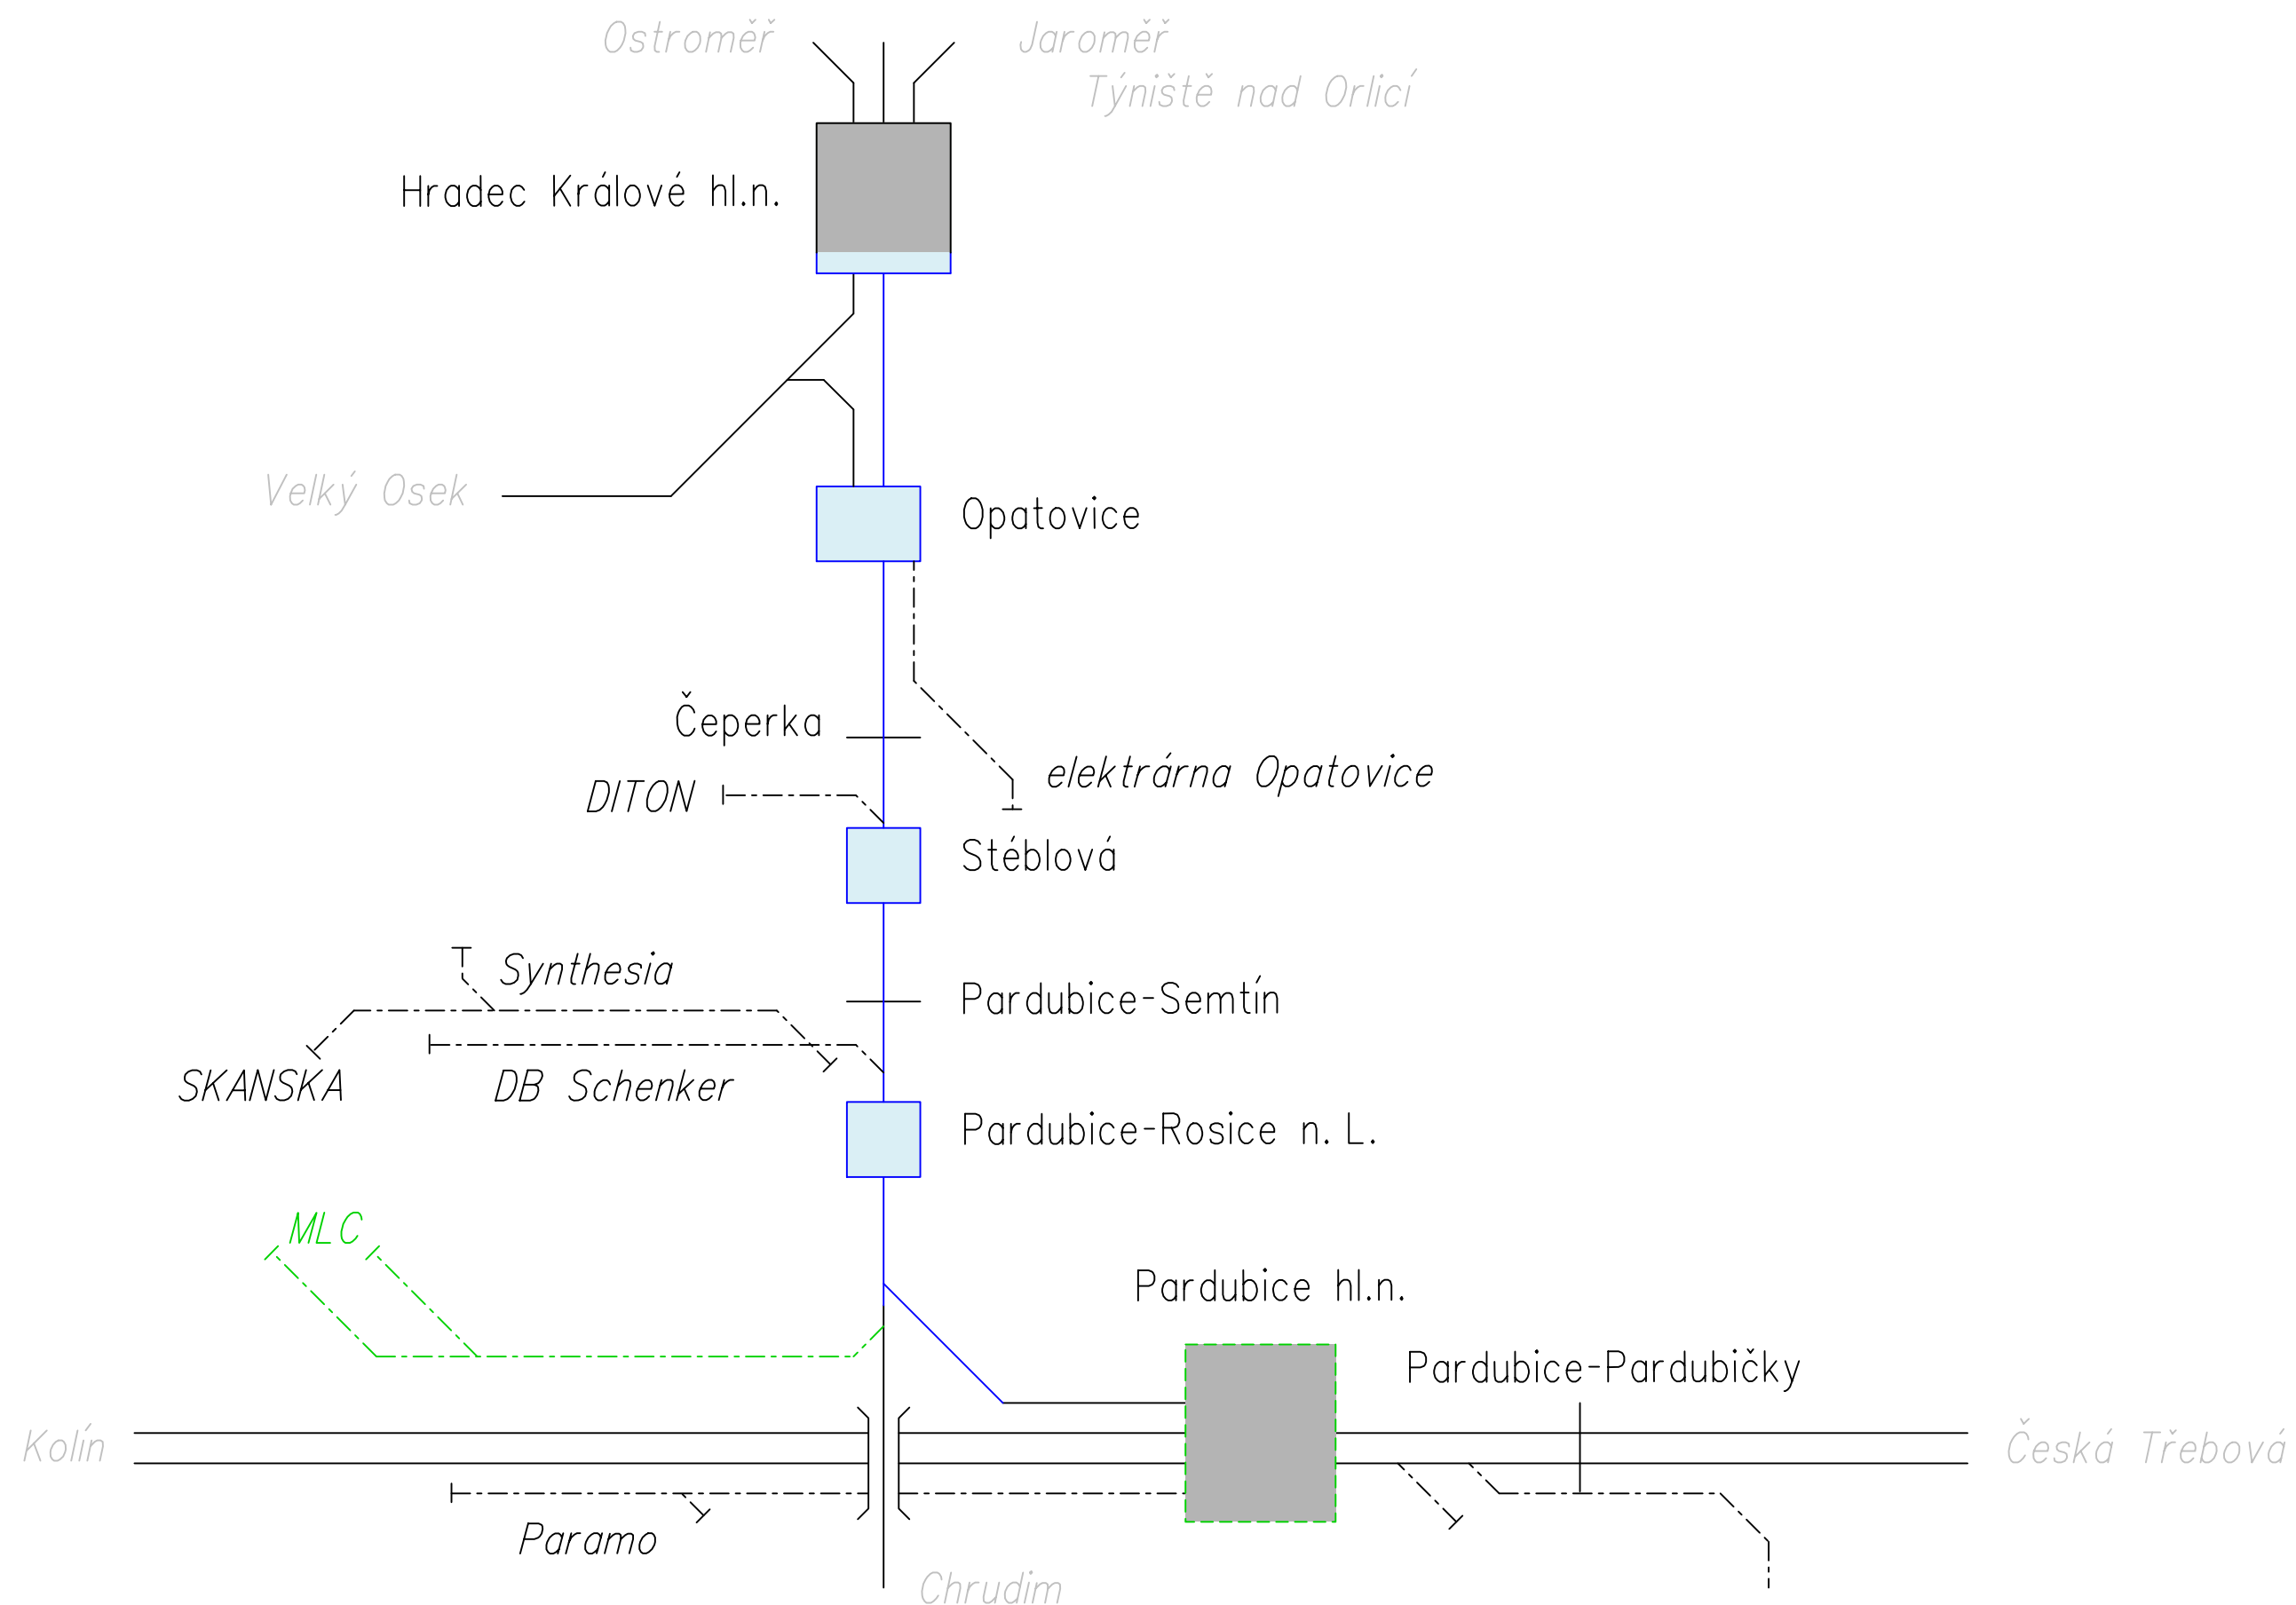 Ostroměř
Jaroměř
Týniště nad Orlicí
Hradec Králové hl.n.
Velký Osek
Opatovice
Čeperka
elektrárna Opatovice
DITON
Stéblová
Synthesia
Pardubice-Semtín
SKANSKA
DB Schenker
Pardubice-Rosice n. L.
MLC
Pardubice hl.n.
Pardubice-Pardubičky
Kolín
Česká Třebová
Paramo
Chrudim